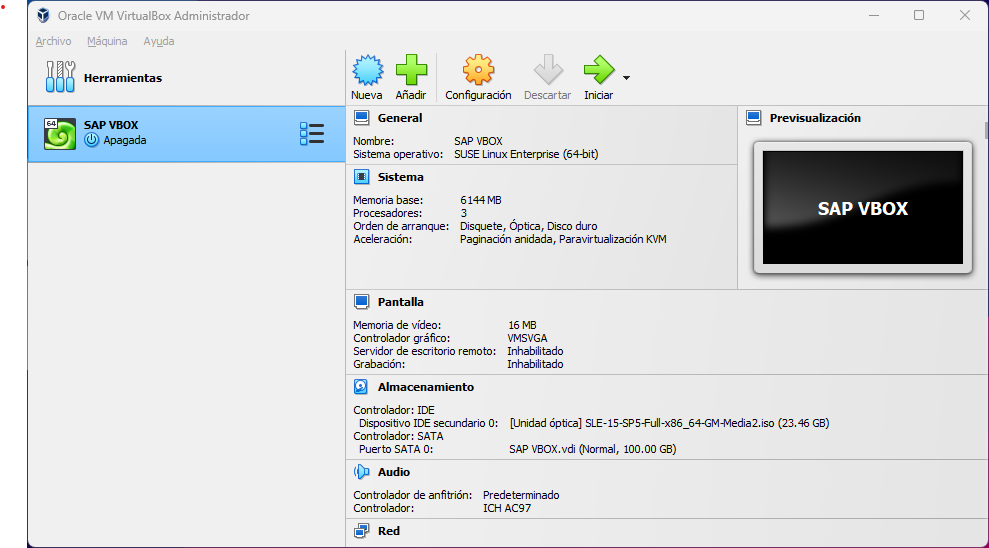 Oracle VM VirtualBox Administrador
Archivo Máquina Ayuda
Herramientas
Nueva Añadir Configuración Descartar Iniciar
64
SAP VBOX
Apagada
General
Nombre: SAP VBOX
Sistema operativo: SUSE Linux Enterprise (64-bit)
Sistema
Memoria base: 6144 MB
Procesadores: 3
Orden de arranque: Disquete, Óptica, Disco duro
Aceleración: Paginación anidada, Paravirtualización KVM
Previsualización
SAP VBOX
Pantalla
Memoria de vídeo: 16 MB
Controlador gráfico: VMSVGA
Servidor de escritorio remoto: Inhabilitado
Grabación: Inhabilitado
Almacenamiento
Controlador: IDE
Dispositivo IDE secundario 0: [Unidad óptica] SLE-15-SP5-Full-x86_64-GM-Media2.iso (23.46 GB)
Controlador: SATA
Puerto SATA 0: SAP VBOX.vdi (Normal, 100.00 GB)
Audio
Controlador de anfitrión: Predeterminado
Controlador: ICH AC97
Red